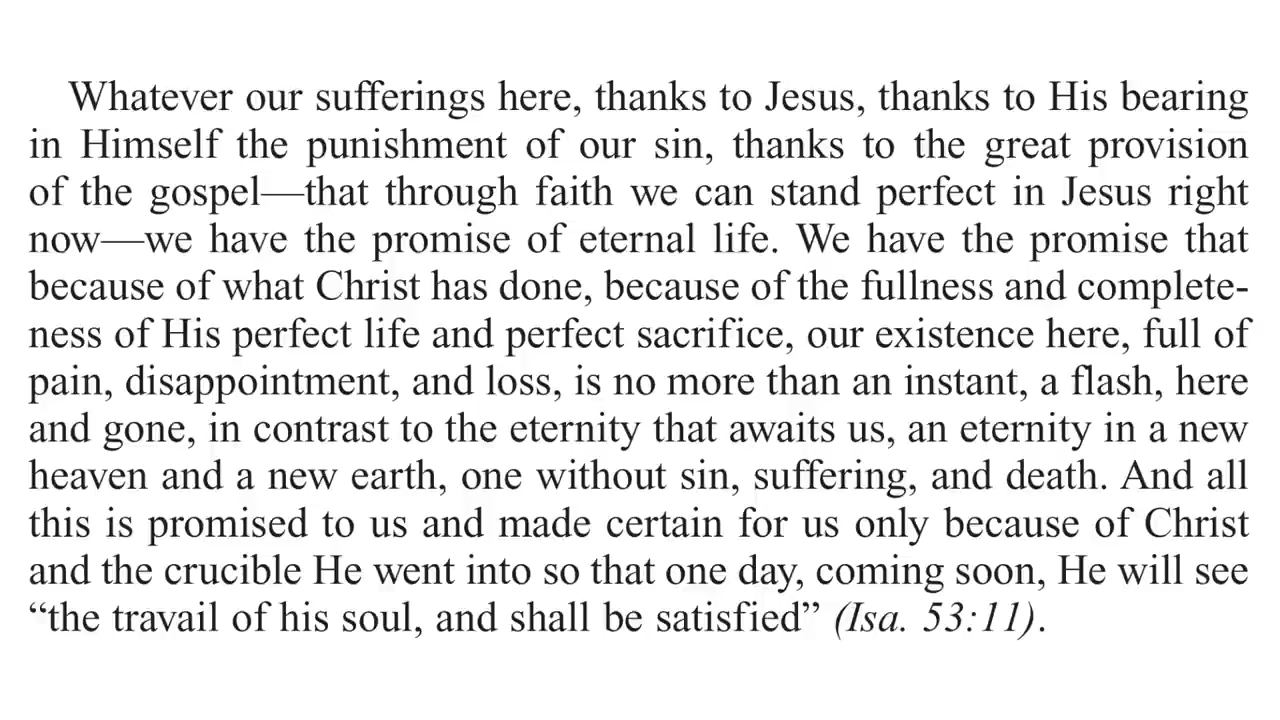 Whatever our sufferings here, thanks to Jesus, thanks to His bearing
in Himself the punishment of our sin, thanks to the great provision
of the gospel—that through faith we can stand perfect in Jesus right
now—we have the promise of eternal life. We have the promise that
because of what Christ has done, because of the fullness and complete-
ness of His perfect life and perfect sacrifice, our existence here, full of
pain, disappointment, and loss, is no more than an instant, a flash, here
and gone, in contrast to the eternity that awaits us, an eternity in a new
heaven and a new earth, one without sin, suffering, and death. And all
this is promised to us and made certain for us only because of Christ
and the crucible He went into so that one day, coming soon, He will see
“the travail of his soul, and shall be satisfied” (Isa. 53:11).